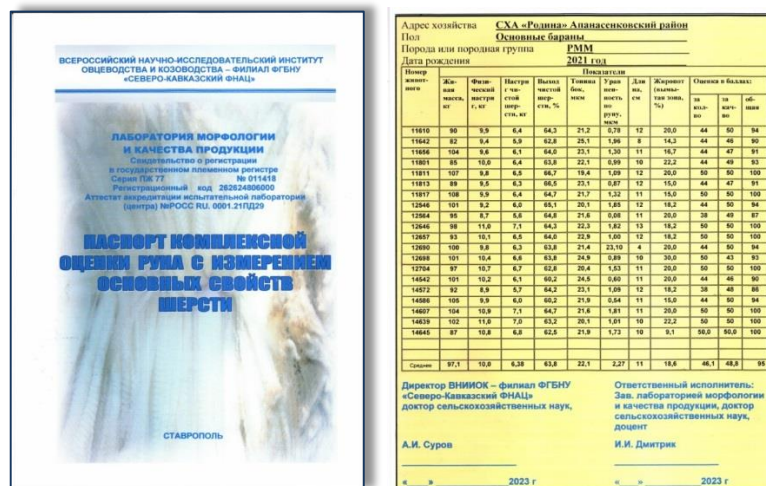 ВСЕРОССИЙСКИЙ НАУЧНО-ИССЛЕДОВАТЕЛЬСКИЙ ИНСТИТУТ
ОВЦЕВОДСТВА И КОЗОВОДСТВА – ФИЛИАЛ ФГБНУ
«СЕВЕРО-КАВКАЗСКИЙ ФНАЦ»
ЛАБОРАТОРИЯ МОРФОЛОГИИ
И КАЧЕСТВА ПРОДУКЦИИ
Свидетельство о регистрации
в государственном племенном регистре
Серия ПЖ 77 № 011418
Регистрационный код 262624806000
Аттестат аккредитации испытательной лаборатории
(центра) №РОСС RU. 0001.21ПД29
ПАСПОРТ КОМПЛЕКСНОЙ
ОЦЕНКИ РУНА С ИЗМЕРЕНИЕМ
ОСНОВНЫХ СВОЙСТВ
ШЕРСТИ
СТАВРОПОЛЬ
Адрес хозяйства СХА «Родина» Апанасенковский район
Пол Основные бараны
Порода или породная группа РММ
Дата рождения 2021 год
Номер животного Показатели
Живая масса, кг Физический настриг, кг Настриг чистой шерсти, кг Выход чистой шерсти, % Тонина бок, мкм Уравненность по руну, мкм Длина, см Жиропот (вымытая зона, %) Оценка в баллах:
за кол-во за кач-во общая
11610 90 9,9 6,4 64,3 21,2 0,78 12 20,0 44 50 94
11642 82 9,4 5,9 62,8 25,1 1,96 8 14,3 44 46 90
11656 104 9,6 6,1 64,0 23,1 1,30 11 16,7 44 47 91
11801 85 10,0 6,4 63,8 22,1 0,99 10 22,2 44 49 93
11811 107 9,8 6,5 66,7 19,4 1,09 12 20,0 50 50 100
11813 89 9,5 6,3 66,5 23,1 0,87 12 15,0 44 47 91
11817 108 9,9 6,4 64,7 21,7 1,32 11 15,0 50 50 100
12546 101 9,2 6,0 65,1 20,1 1,65 12 18,2 44 50 94
12564 95 8,7 5,6 64,8 21,6 0,08 11 20,0 38 49 87
12646 98 11,0 7,1 64,3 22,3 1,82 13 18,2 50 50 100
12657 93 10,1 6,5 64,0 22,9 1,00 12 18,2 50 50 100
12690 100 9,8 6,3 63,8 21,4 23,10 4 20,0 44 50 94
12698 101 10,4 6,6 63,8 24,9 0,89 10 30,0 50 43 93
12704 97 10,7 6,7 62,8 20,4 1,53 11 20,0 50 50 100
14542 101 10,2 6,1 60,2 24,5 0,60 11 20,0 44 46 90
14572 92 8,9 5,7 64,2 23,1 1,09 12 18,2 38 48 86
14586 105 9,9 6,0 60,2 21,9 0,54 11 15,0 44 50 94
14607 104 10,9 7,1 64,7 21,6 1,81 11 20,0 50 50 100
14639 102 11,0 7,0 63,2 20,1 1,01 10 22,2 50 50 100
14645 87 10,8 6,8 62,5 21,9 1,73 10 9,1 50,0 50,0 100
Среднее 97,1 10,0 6,38 63,8 22,1 2,27 11 18,6 46,1 48,8 95
Директор ВНИИОК – филиал ФГБНУ
«Северо-Кавказский ФНАЦ»
доктор сельскохозяйственных наук,
А.И. Суров
« » 2023 г
Ответственный исполнитель:
Зав. лабораторией морфологии
и качества продукции, доктор
сельскохозяйственных наук,
доцент
И.И. Дмитрик
« » 2023 г